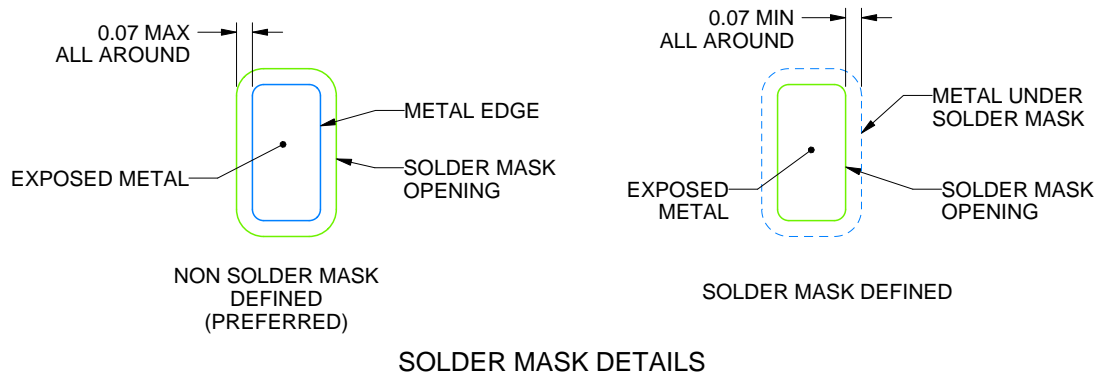 0.07 MAX
ALL AROUND
METAL EDGE
EXPOSED METAL
SOLDER MASK
OPENING
NON SOLDER MASK
DEFINED
(PREFERRED)
0.07 MIN
ALL AROUND
METAL UNDER
SOLDER MASK
EXPOSED
METAL
SOLDER MASK
OPENING
SOLDER MASK DEFINED
SOLDER MASK DETAILS